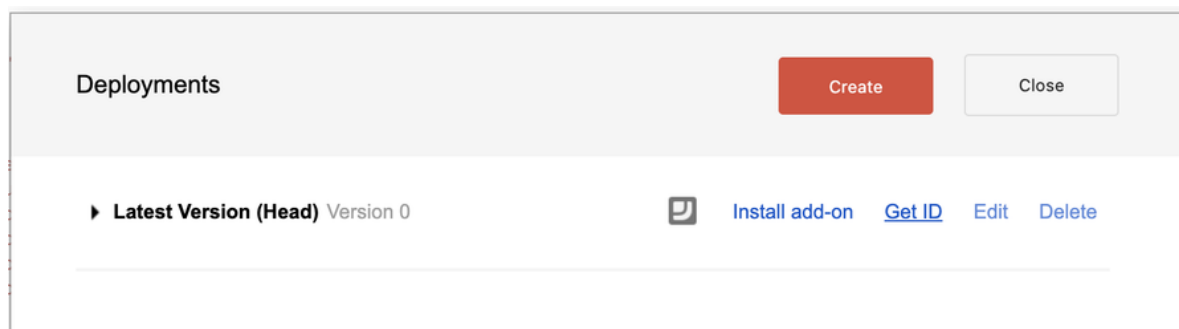 Deployments Create Close
Latest Version (Head) Version 0 Install add-on Get ID Edit Delete